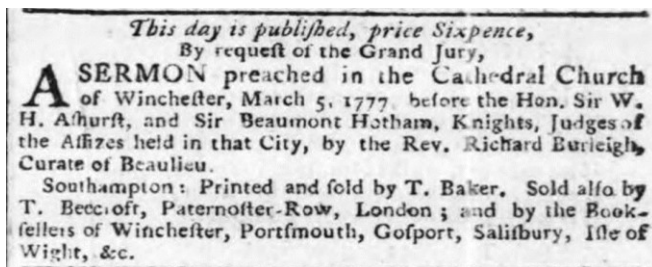 This day is publiſhed, price Sixpence,
By requeſt of the Grand Jury,
A SERMON preached in the Cathedral Church
of Wincheſter, March 5, 1777, before the Hon. Sir W.
H. Aſhurſt, and Sir Beaumont Hotham, Knights, Judges of
the Aſſizes held in that City, by the Rev. Richard Burleigh,
Curate of Beaulieu.
Southampton: Printed and ſold by T. Baker. Sold alſo by
T. Beecroft, Paternoſter-Row, London; and by the Book-
ſellers of Wincheſter, Portſmouth, Goſport, Saliſbury, Iſle of
Wight, &c.